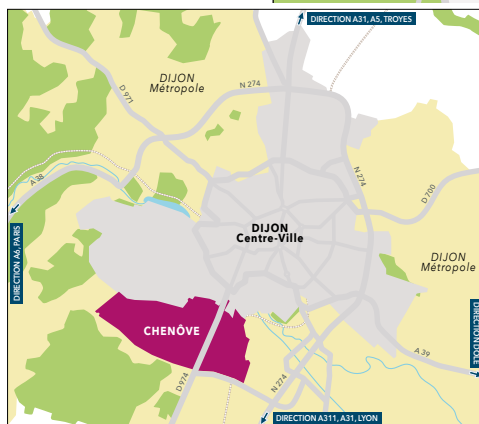 DIRECTION A31, A5, TROYES
DIJON
Métropole
N 274
D 971
A 38
N 274
D 700
DIRECTION A6, PARIS
DIJON
Centre-Ville
DIJON
Métropole
CHENÔVE
DIRECTION DOLE
A 39
D 974
N 274
DIRECTION A311, A31, LYON